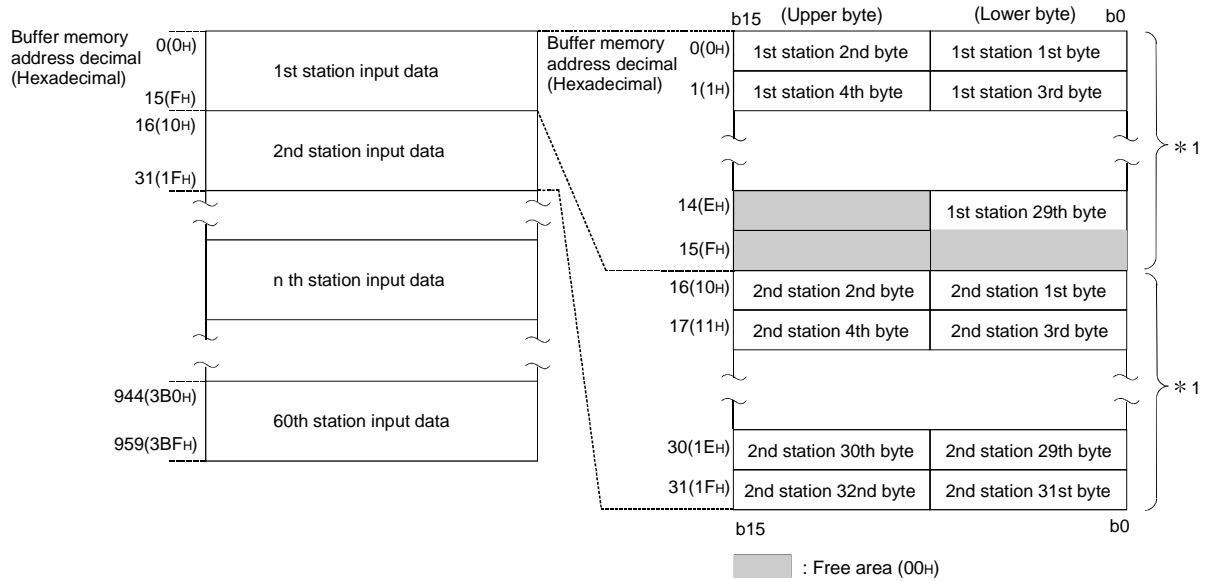 Buffer memory
address decimal
(Hexadecimal)
0(0H)
1st station input data
15(FH)
16(10H)
2nd station input data
31(1FH)
n th station input data
944(3B0H)
60th station input data
959(3BFH)
b15 (Upper byte) (Lower byte) b0
Buffer memory
address decimal
(Hexadecimal)
0(0H) 1st station 2nd byte 1st station 1st byte
1(1H) 1st station 4th byte 1st station 3rd byte
＊1
14(EH) 1st station 29th byte
15(FH)
16(10H) 2nd station 2nd byte 2nd station 1st byte
17(11H) 2nd station 4th byte 2nd station 3rd byte
＊1
30(1EH) 2nd station 30th byte 2nd station 29th byte
31(1FH) 2nd station 32nd byte 2nd station 31st byte
b15 b0
: Free area (00H)